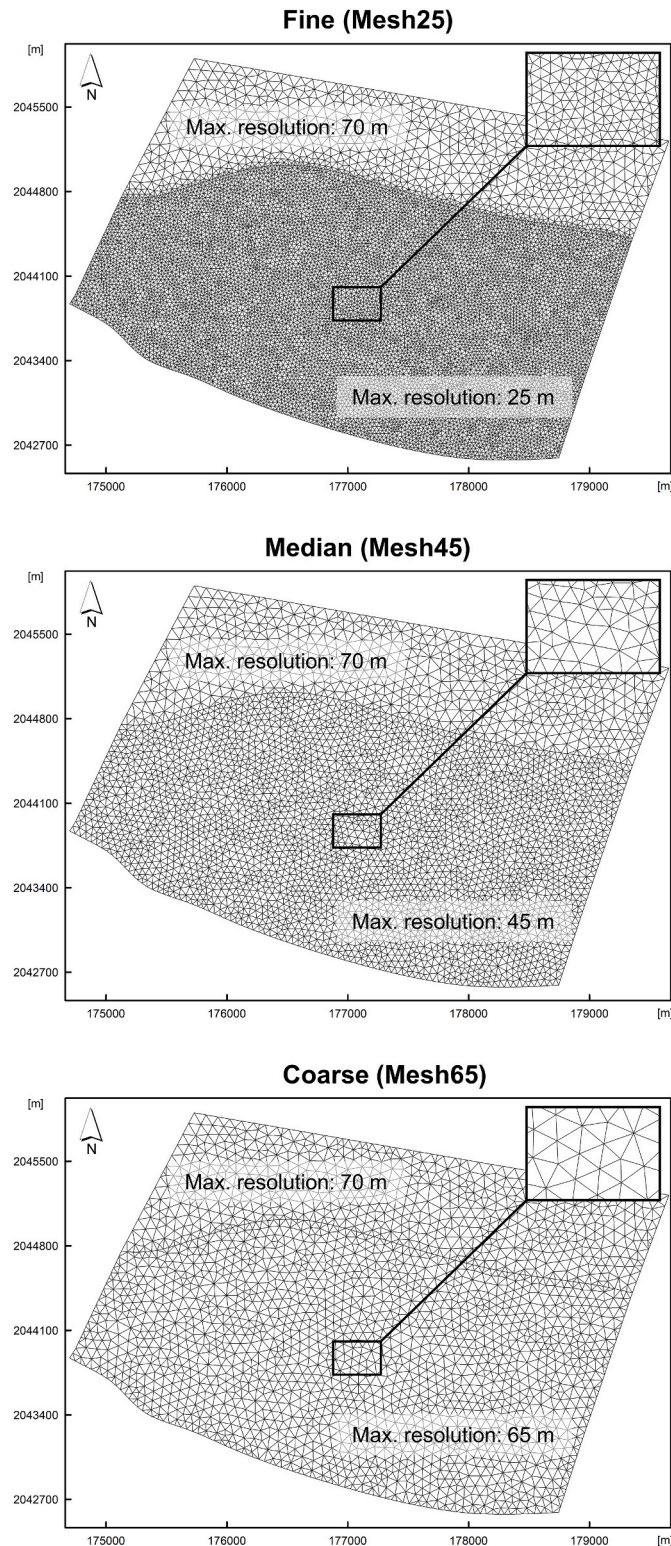 Fine (Mesh25)
[m]
N
Max. resolution: 70 m
2045500
2044800
2044100
2043400
Max. resolution: 25 m
2042700
175000 176000 177000 178000 179000 [m]
Median (Mesh45)
[m]
N
2045500
Max. resolution: 70 m
2044800
2044100
2043400
Max. resolution: 45 m
2042700
175000 176000 177000 178000 179000 [m]
Coarse (Mesh65)
[m]
N
2045500
Max. resolution: 70 m
2044800
2044100
2043400
Max. resolution: 65 m
2042700
175000 176000 177000 178000 179000 [m]